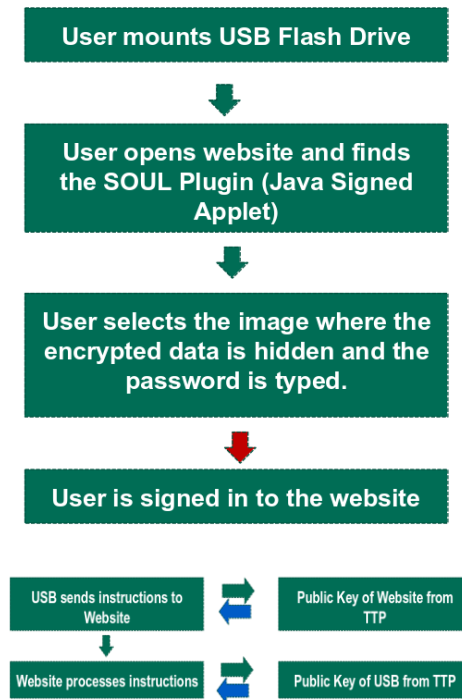 User mounts USB Flash Drive
User opens website and finds
the SOUL Plugin (Java Signed
Applet)
User selects the image where the
encrypted data is hidden and the
password is typed.
User is signed in to the website
USB sends instructions to
Website
Public Key of Website from
TTP
Website processes instructions
Public Key of USB from TTP